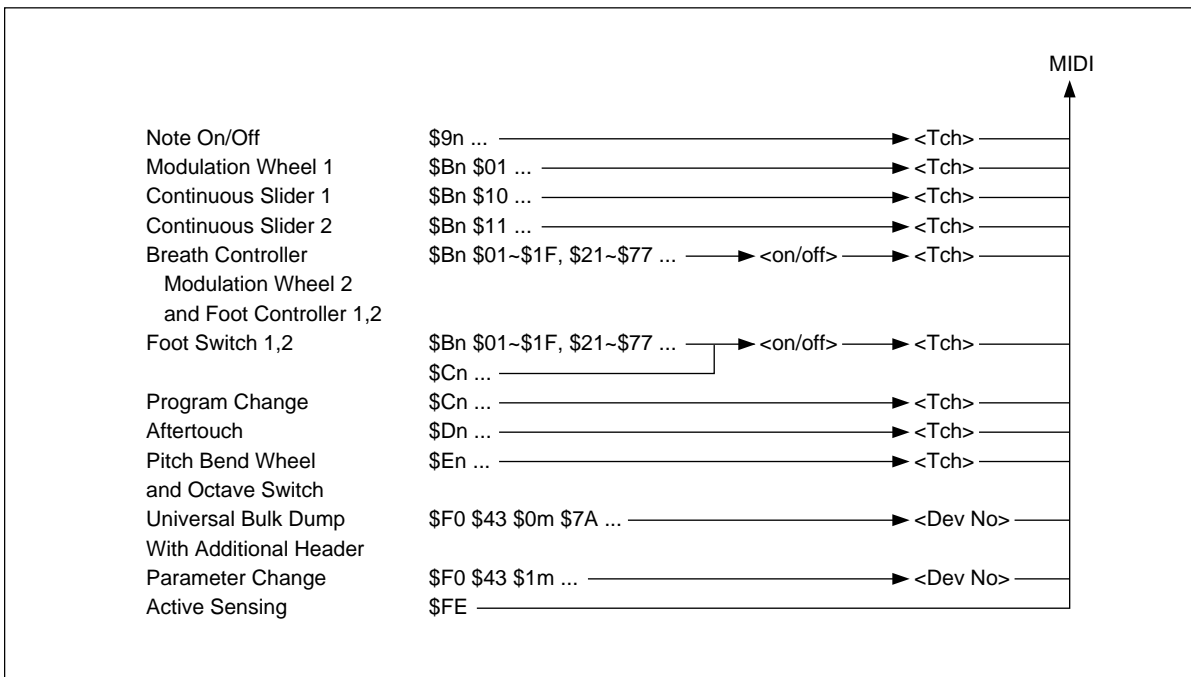 MIDI
Note On/Off $9n ... <Tch>
Modulation Wheel 1 $Bn $01 ... <Tch>
Continuous Slider 1 $Bn $10 ... <Tch>
Continuous Slider 2 $Bn $11 ... <Tch>
Breath Controller $Bn $01~$1F, $21~$77 ... <on/off> <Tch>
Modulation Wheel 2
and Foot Controller 1,2
Foot Switch 1,2 $Bn $01~$1F, $21~$77 ... <on/off> <Tch>
$Cn ...
Program Change $Cn ... <Tch>
Aftertouch $Dn ... <Tch>
Pitch Bend Wheel $En ... <Tch>
and Octave Switch
Universal Bulk Dump $F0 $43 $0m $7A ... <Dev No>
With Additional Header
Parameter Change $F0 $43 $1m ... <Dev No>
Active Sensing $FE